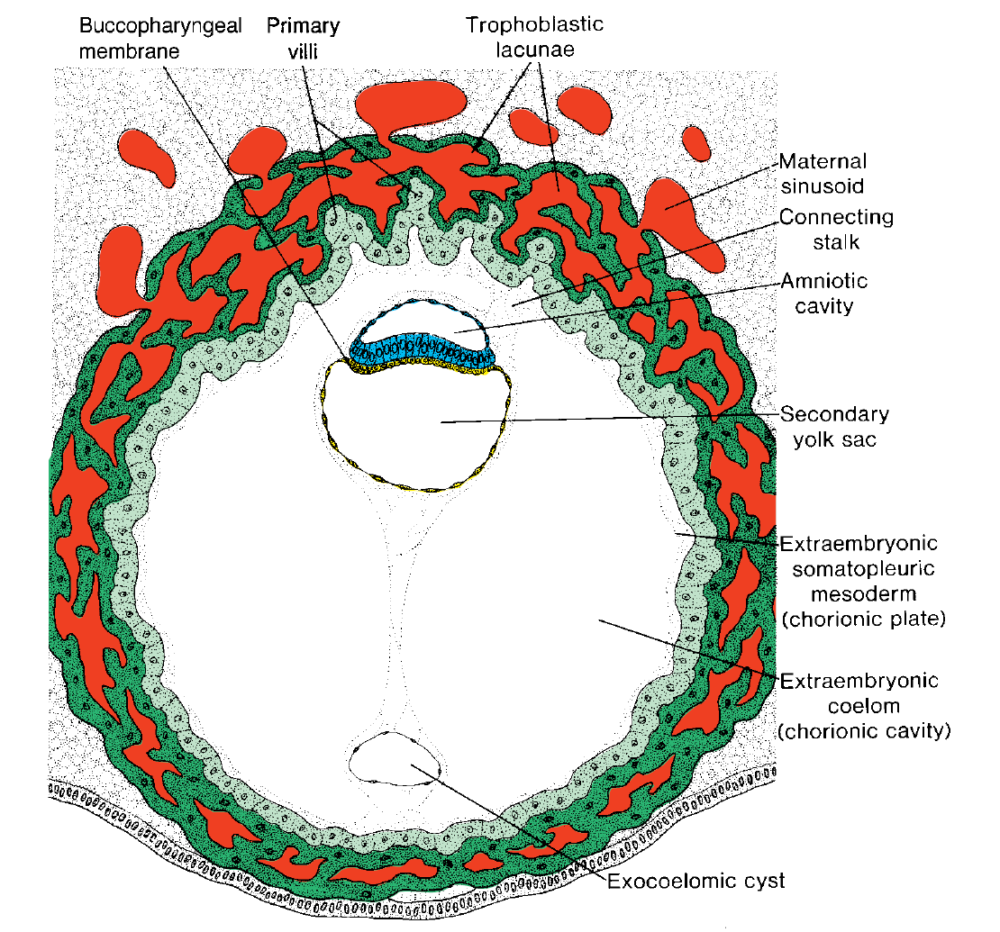 Buccopharyngeal
membrane
Primary
villi
Trophoblastic
lacunae
Maternal
sinusoid
Connecting
stalk
Amniotic
cavity
Secondary
yolk sac
Extraembryonic
somatopleuric
mesoderm
(chorionic plate)
Extraembryonic
coelom
(chorionic cavity)
Exocoelomic cyst